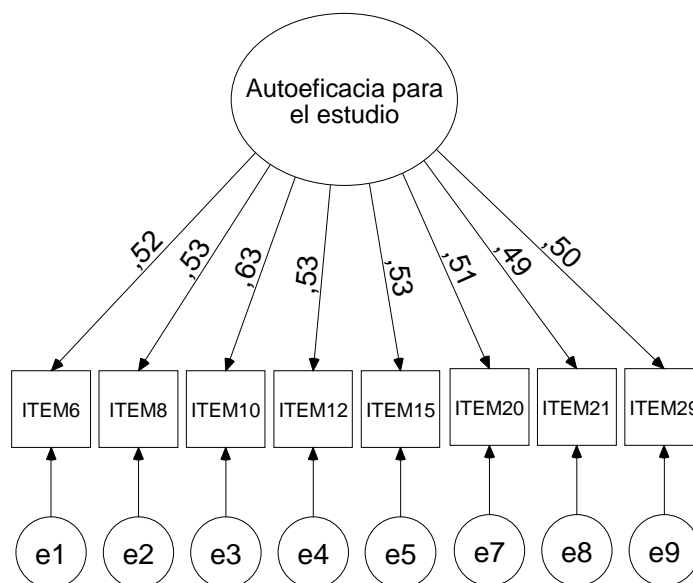 Autoeficacia para
el estudio
,52
,53
,63
,53
,53
,51
,49
,50
ITEM6
ITEM8
ITEM10
ITEM12
ITEM15
ITEM20
ITEM21
ITEM29
e1
e2
e3
e4
e5
e7
e8
e9